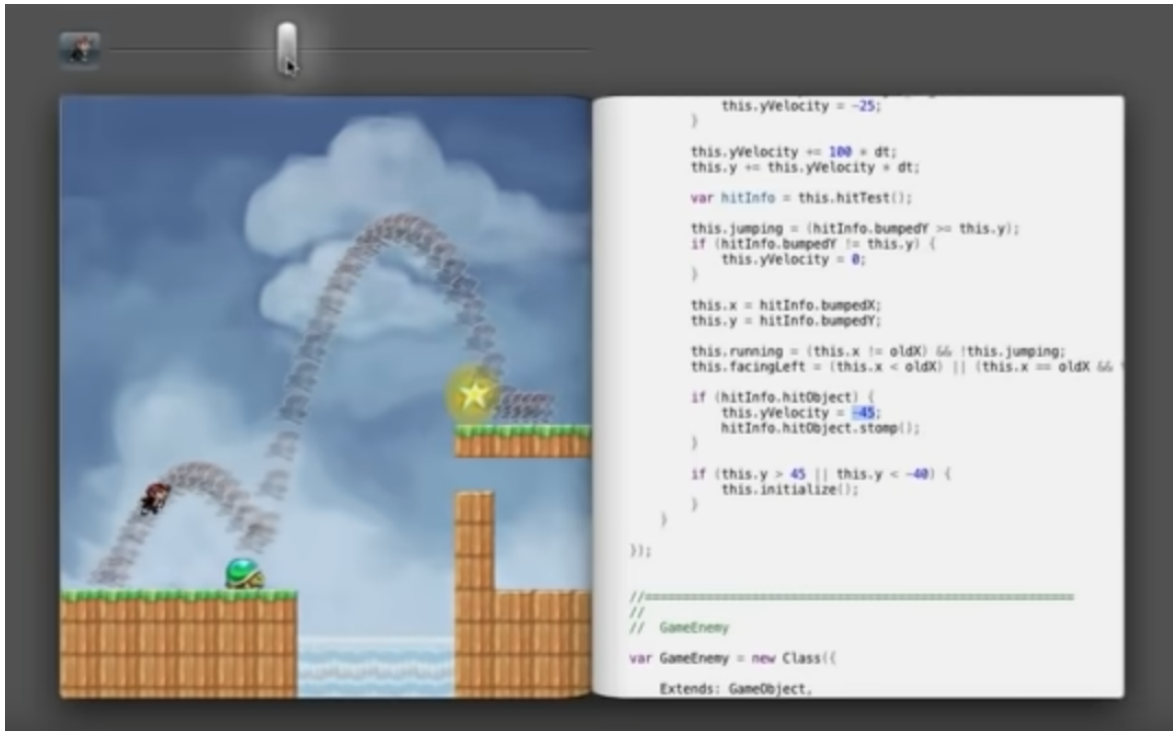 this.yVelocity = -25;
}
this.yVelocity += 100 * dt;
this.y += this.yVelocity * dt;
var hitInfo = this.hitTest();
this.jumping = (hitInfo.bumpedY >= this.y);
if (hitInfo.bumpedY != this.y) {
this.yVelocity = 0;
}
this.x = hitInfo.bumpedX;
this.y = hitInfo.bumpedY;
this.running = (this.x != oldX) && !this.jumping;
this.facingLeft = (this.x < oldX) || (this.x == oldX &&
if (hitInfo.hitObject) {
this.yVelocity = -45;
hitInfo.hitObject.stomp();
}
if (this.y > 45 || this.y < -40) {
this.initialize();
}
}
});
//========================================================
//
// GameEnemy
var GameEnemy = new Class({
Extends: GameObject,